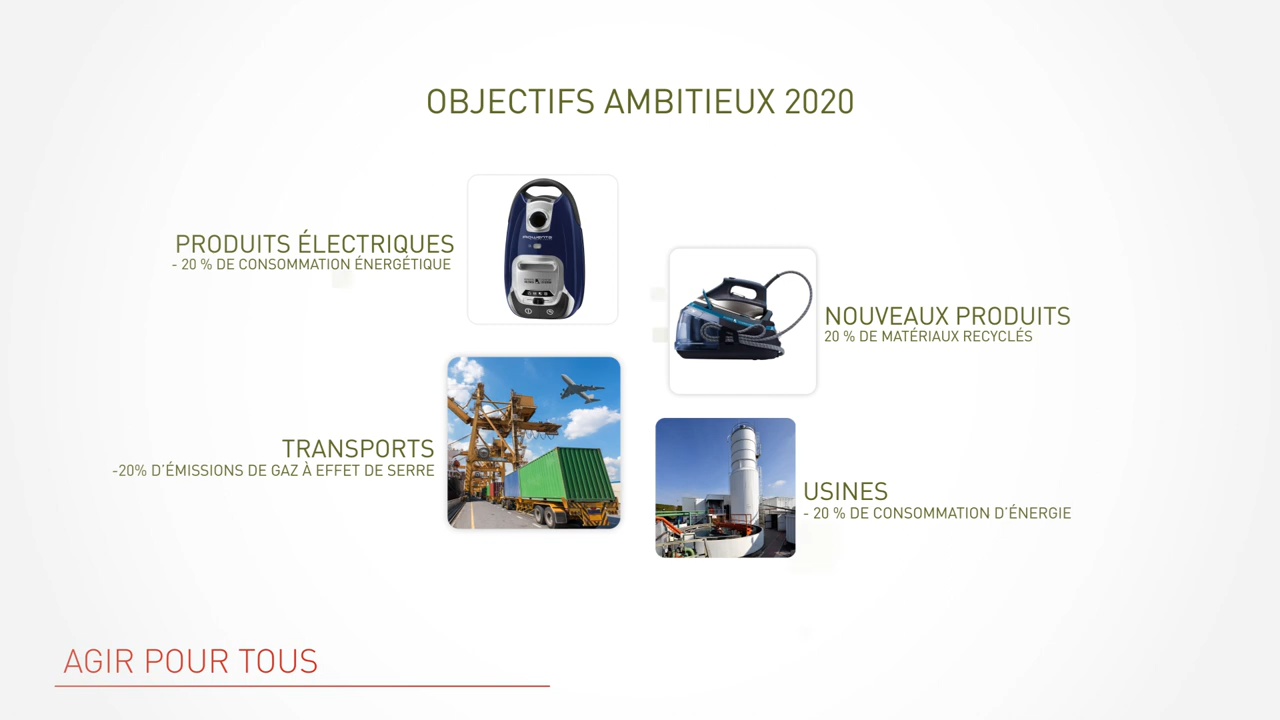 OBJECTIFS AMBITIEUX 2020
PRODUITS ÉLECTRIQUES
- 20 % DE CONSOMMATION ÉNERGÉTIQUE
ROWENTA
NOUVEAUX PRODUITS
20 % DE MATÉRIAUX RECYCLÉS
TRANSPORTS
-20% D'ÉMISSIONS DE GAZ À EFFET DE SERRE
USINES
- 20 % DE CONSOMMATION D'ÉNERGIE
AGIR POUR TOUS